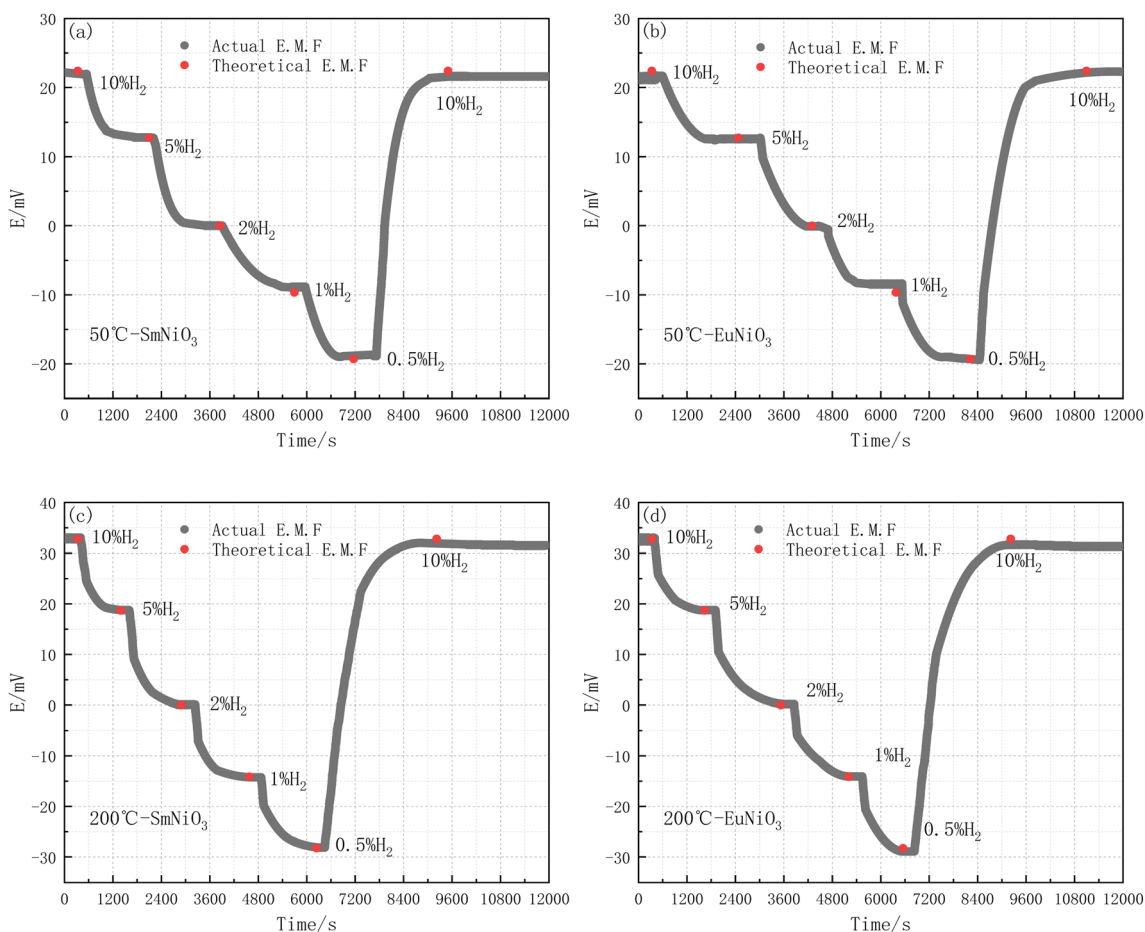 (a)
Actual E.M.F
Theoretical E.M.F
10%H₂
5%H₂
2%H₂
1%H₂
0.5%H₂
10%H₂
50℃-SmNiO₃
E/mV
30
20
10
0
-10
-20
0 1200 2400 3600 4800 6000 7200 8400 9600 10800 12000
Time/s
(b)
Actual E.M.F
Theoretical E.M.F
10%H₂
5%H₂
2%H₂
1%H₂
0.5%H₂
10%H₂
50℃-EuNiO₃
E/mV
30
20
10
0
-10
-20
0 1200 2400 3600 4800 6000 7200 8400 9600 10800 12000
Time/s
(c)
Actual E.M.F
Theoretical E.M.F
10%H₂
5%H₂
2%H₂
1%H₂
0.5%H₂
10%H₂
200℃-SmNiO₃
E/mV
40
30
20
10
0
-10
-20
-30
0 1200 2400 3600 4800 6000 7200 8400 9600 10800 12000
Time/s
(d)
Actual E.M.F
Theoretical E.M.F
10%H₂
5%H₂
2%H₂
1%H₂
0.5%H₂
10%H₂
200℃-EuNiO₃
E/mV
40
30
20
10
0
-10
-20
-30
0 1200 2400 3600 4800 6000 7200 8400 9600 10800 12000
Time/s